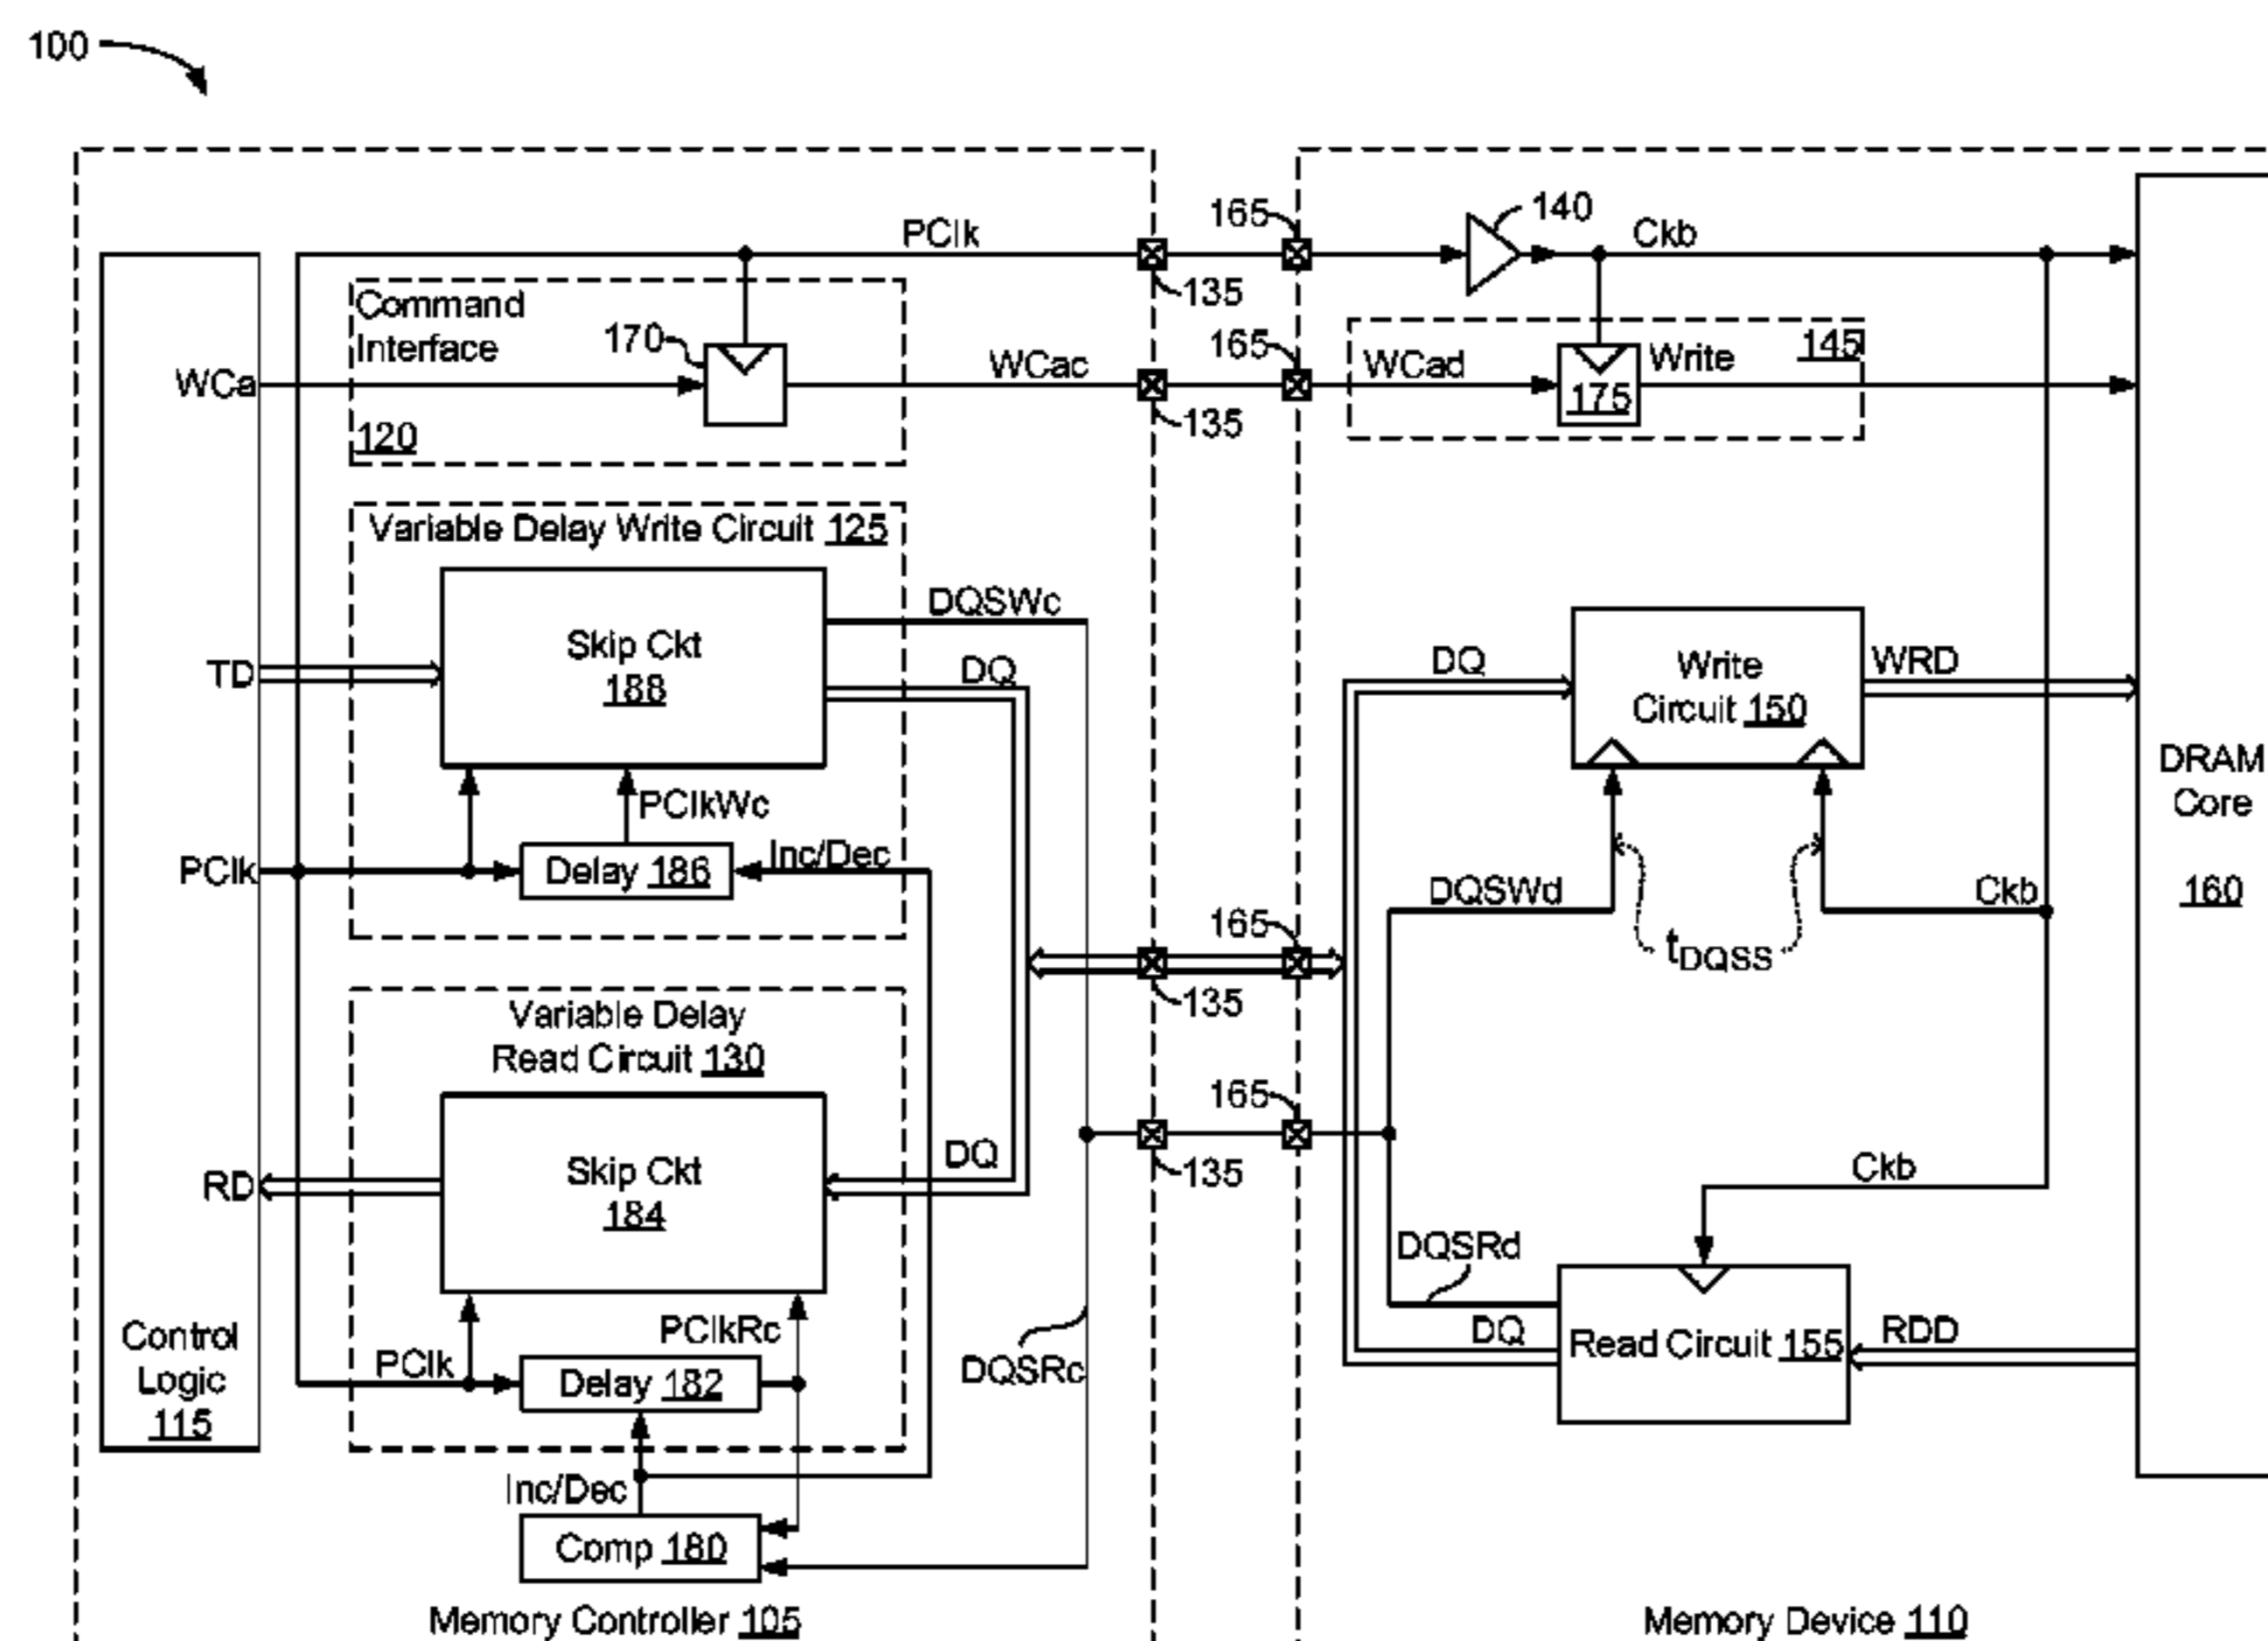 100
165
140
PClk
Ckb
135
Command
Interface
170
165
145
WCa
WCac
WCad
Write
175
120
135
Variable Delay Write Circuit 125
DQSWc
Skip Ckt
188
TD
DQ
DQ
Write
Circuit 150
WRD
DRAM
Core
160
PClkWc
PClk
Delay 186
Inc/Dec
DQSWd
Ckb
165
tDQSS
135
Variable Delay
Read Circuit 130
165
135
Skip Ckt
184
RD
DQ
Ckb
DQSRd
PClkRc
PClk
Delay 182
DQSRc
DQ
Read Circuit 155
RDD
Control
Logic
115
Inc/Dec
Comp 180
Memory Controller 105
Memory Device 110